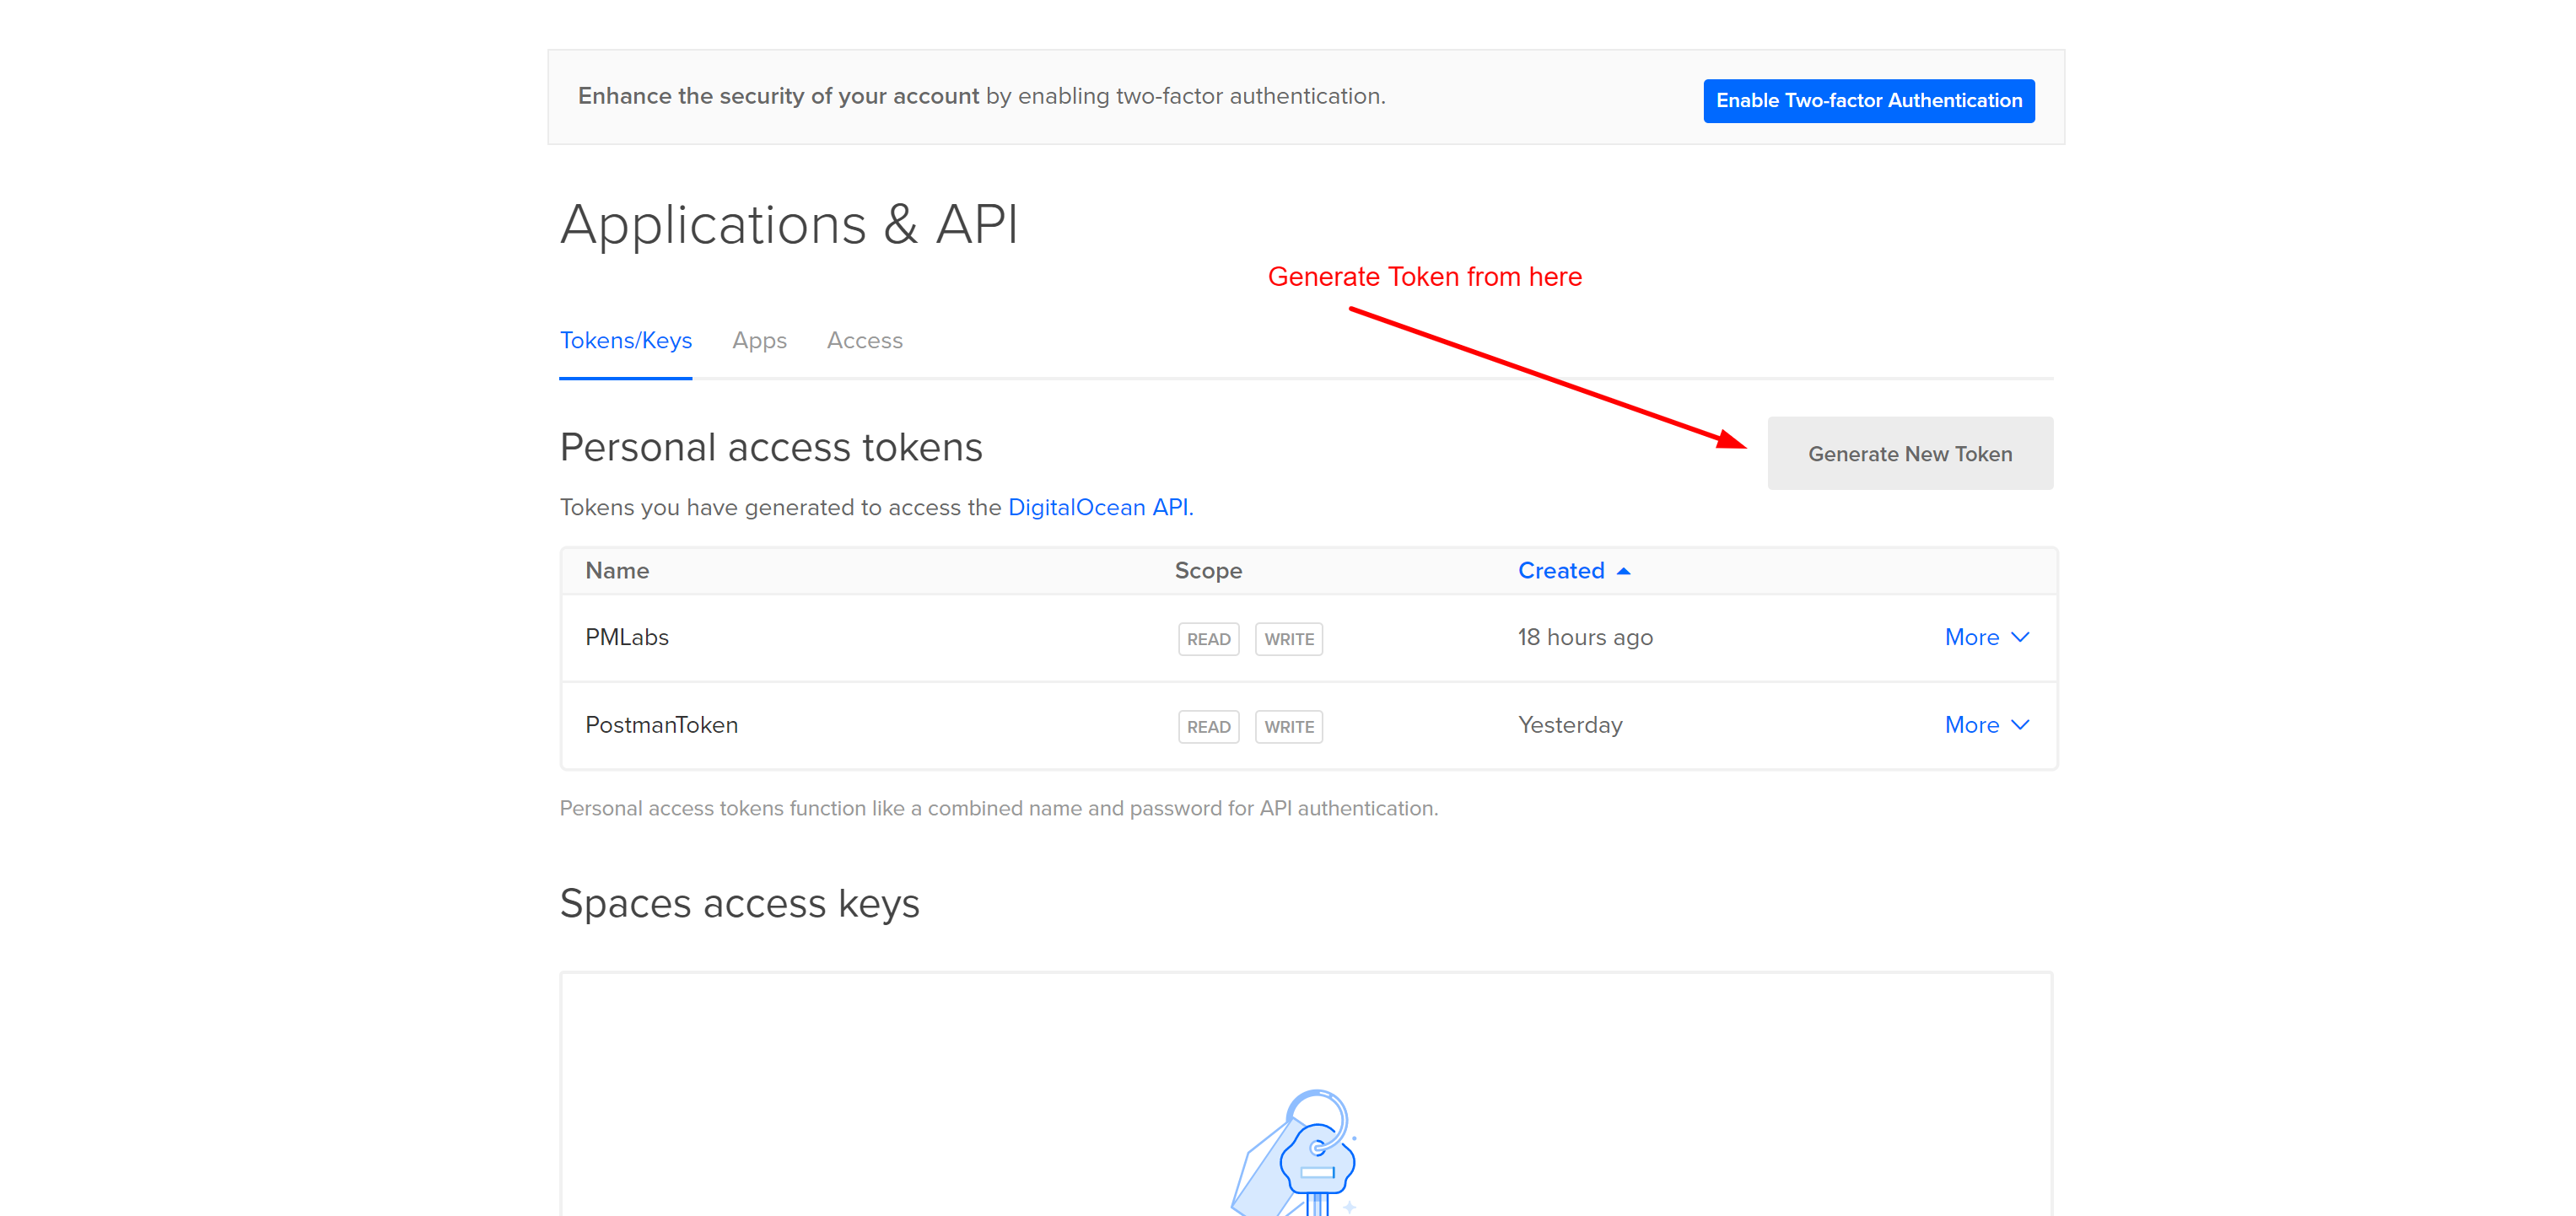 Enhance the security of your account by enabling two-factor authentication.
Enable Two-factor Authentication
Applications & API
Generate Token from here
Tokens/Keys Apps Access
Personal access tokens
Generate New Token
Tokens you have generated to access the DigitalOcean API.
Name Scope Created
PMLabs READ WRITE 18 hours ago More
PostmanToken READ WRITE Yesterday More
Personal access tokens function like a combined name and password for API authentication.
Spaces access keys